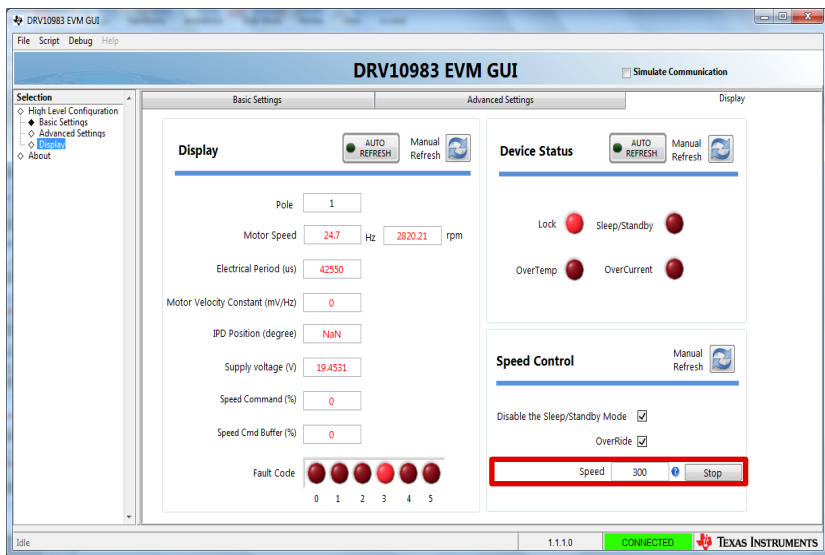 DRV10983 EVM GUI
File Script Debug Help
DRV10983 EVM GUI
Simulate Communication
Selection
High Level Configuration
Basic Settings
Advanced Settings
Display
About
Basic Settings
Advanced Settings
Display
Display
AUTO REFRESH
Manual Refresh
Pole 1
Motor Speed 24.7 Hz 2820.21 rpm
Electrical Period (us) 42550
Motor Velocity Constant (mV/Hz) 0
IPD Position (degree) NaN
Supply voltage (V) 19.4531
Speed Command (%) 0
Speed Cmd Buffer (%) 0
Fault Code
0 1 2 3 4 5
Device Status
AUTO REFRESH
Manual Refresh
Lock Sleep/Standby
OverTemp OverCurrent
Speed Control
Manual Refresh
Disable the Sleep/Standby Mode
OverRide
Speed 300 ? Stop
Idle 1.1.1.0 CONNECTED TEXAS INSTRUMENTS